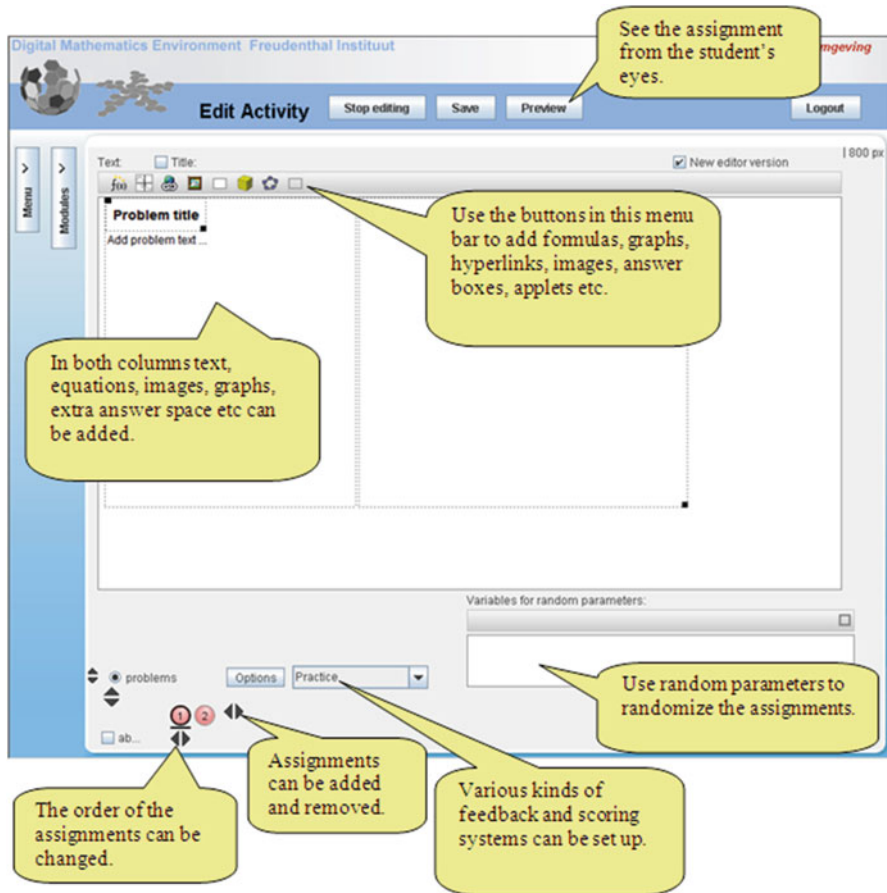 Digital Mathematics Environment Freudenthal Instituut
See the assignment
from the student's
eyes.
mgeving
Edit Activity
Stop editing
Save
Preview
Logout
Menu
Modules
Text:
Title:
New editor version
800 px
f(x)
Problem title
Add problem text ...
Use the buttons in this menu
bar to add formulas, graphs,
hyperlinks, images, answer
boxes, applets etc.
In both columns text,
equations, images, graphs,
extra answer space etc can
be added.
Variables for random parameters:
problems
Options
Practice
Use random parameters to
randomize the assignments.
1 2
ab...
Assignments
can be added
and removed.
The order of the
assignments can be
changed.
Various kinds of
feedback and scoring
systems can be set up.